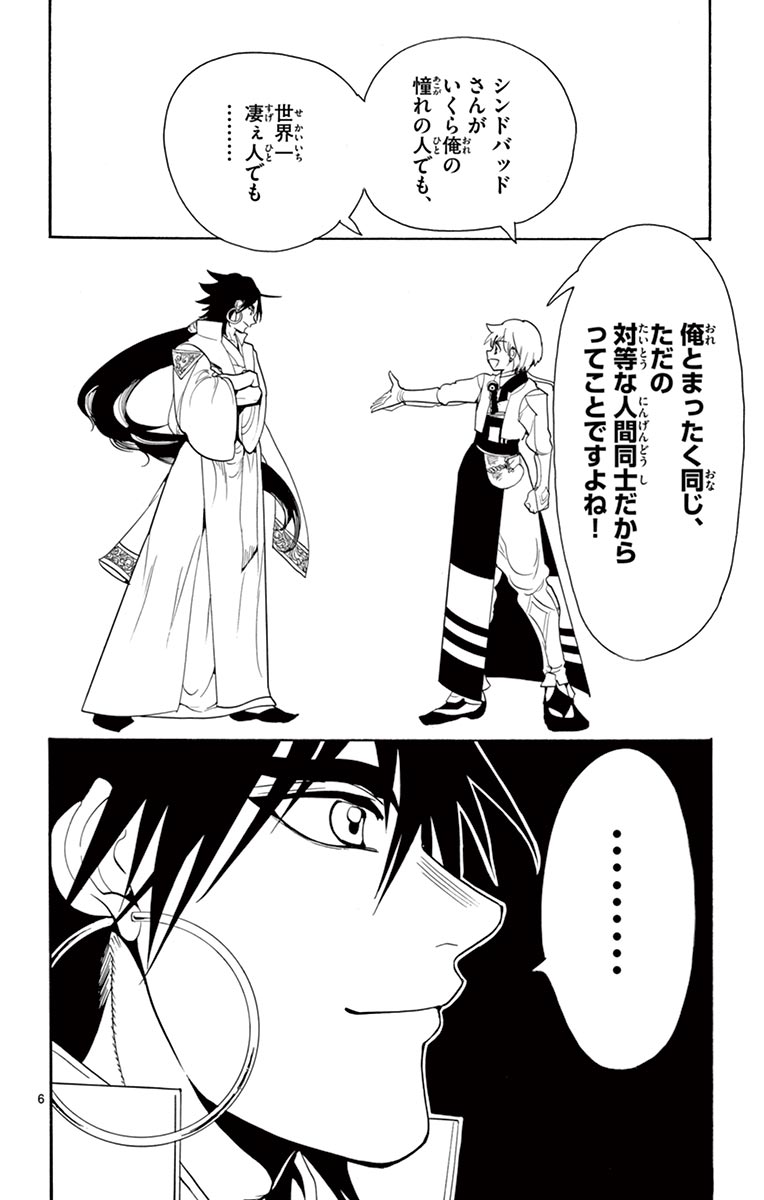 シンドバッド
さんが
いくら俺の
憧れの人でも、
世界一
凄ぇ人でも
………
俺とまったく同じ、
ただの
対等な人間同士だから
ってことですよね！
………
6